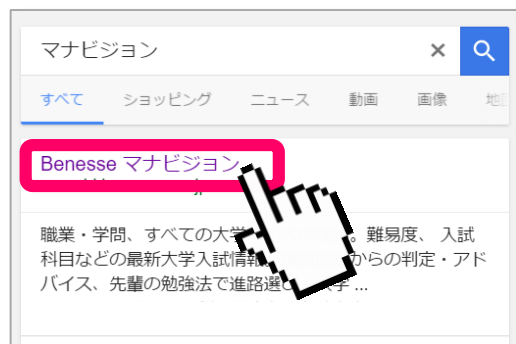 マナビジョン
すべて ショッピング ニュース 動画 画像
Benesse マナビジョン
職業・学問、すべての大 。難易度、 入試
科目などの最新大学入試情報 からの判定・アド
バイス、先輩の勉強法で進路選び 学 ...